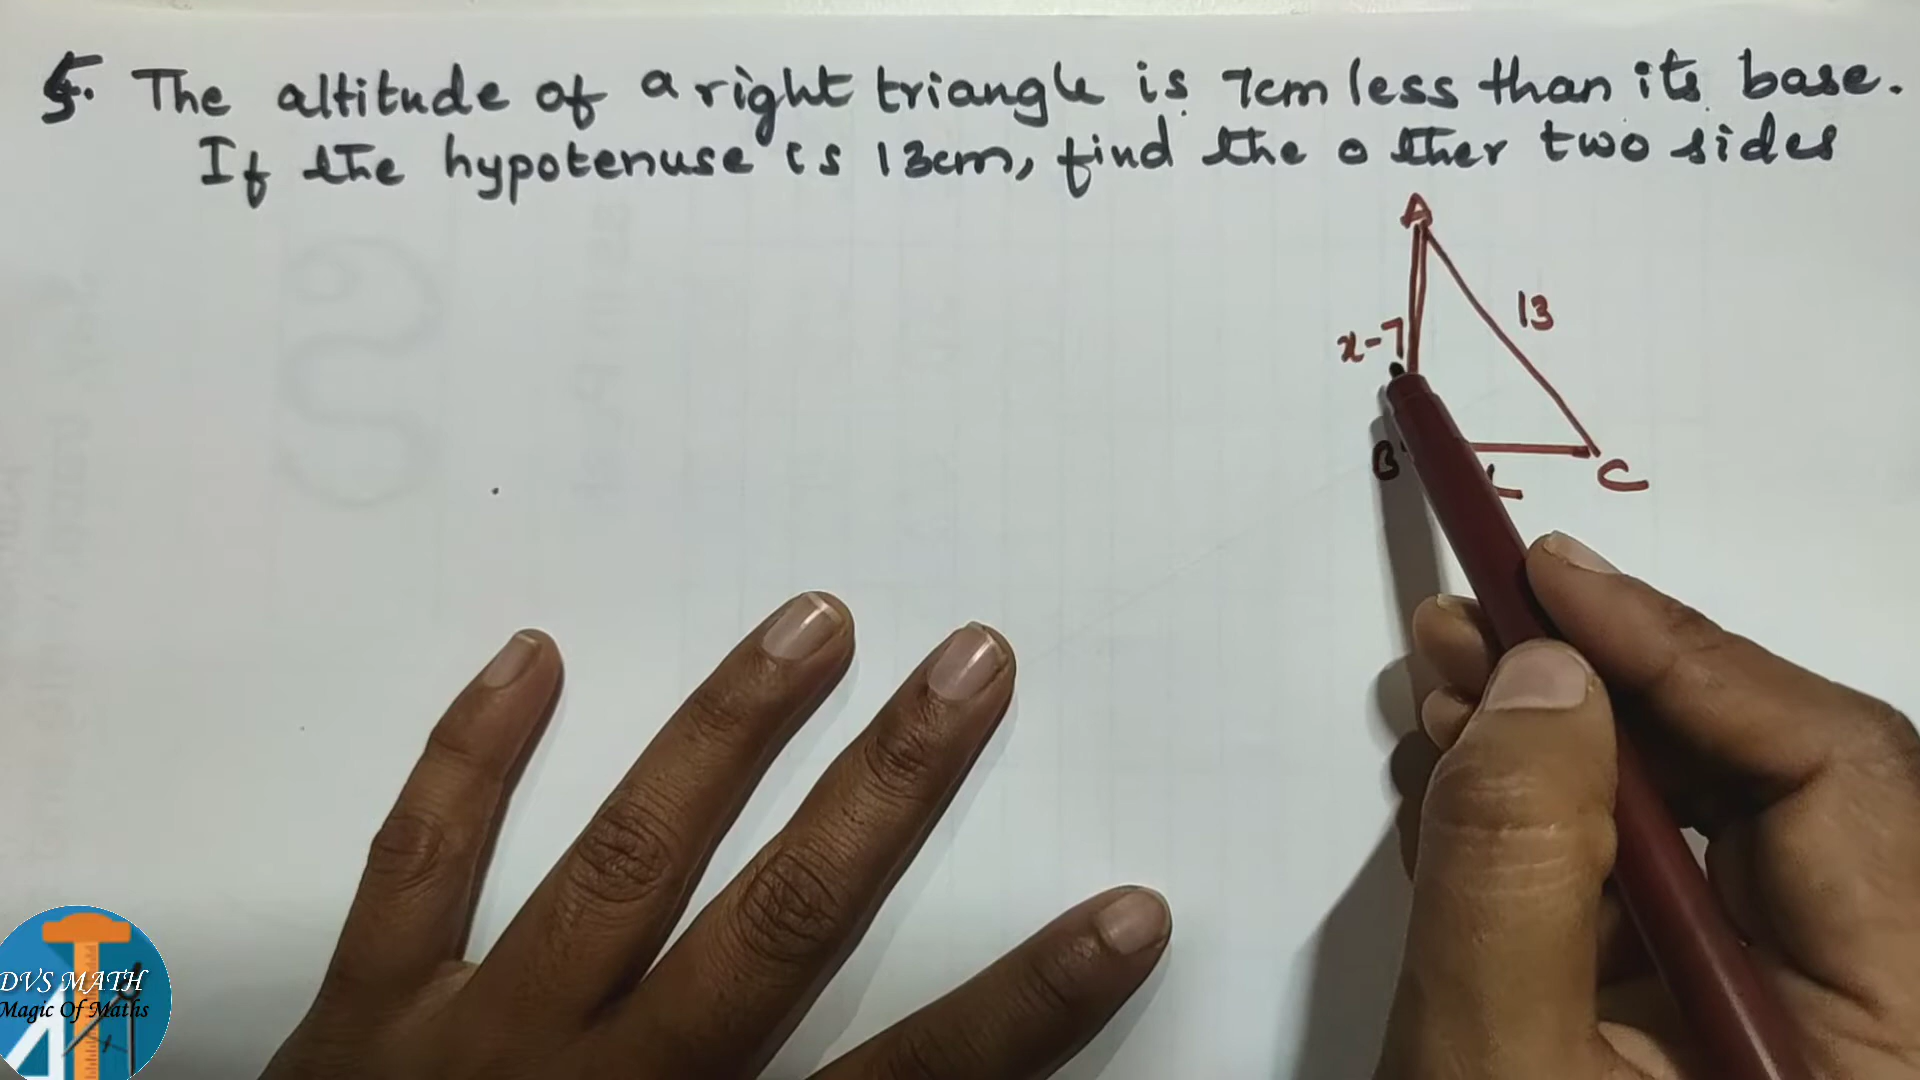 5. The altitude of a right triangle is 7cm less than its base.
If the hypotenuse is 13cm, find the other two sides
A
13
x-7
B
C
DVS MATH
Magic Of Maths